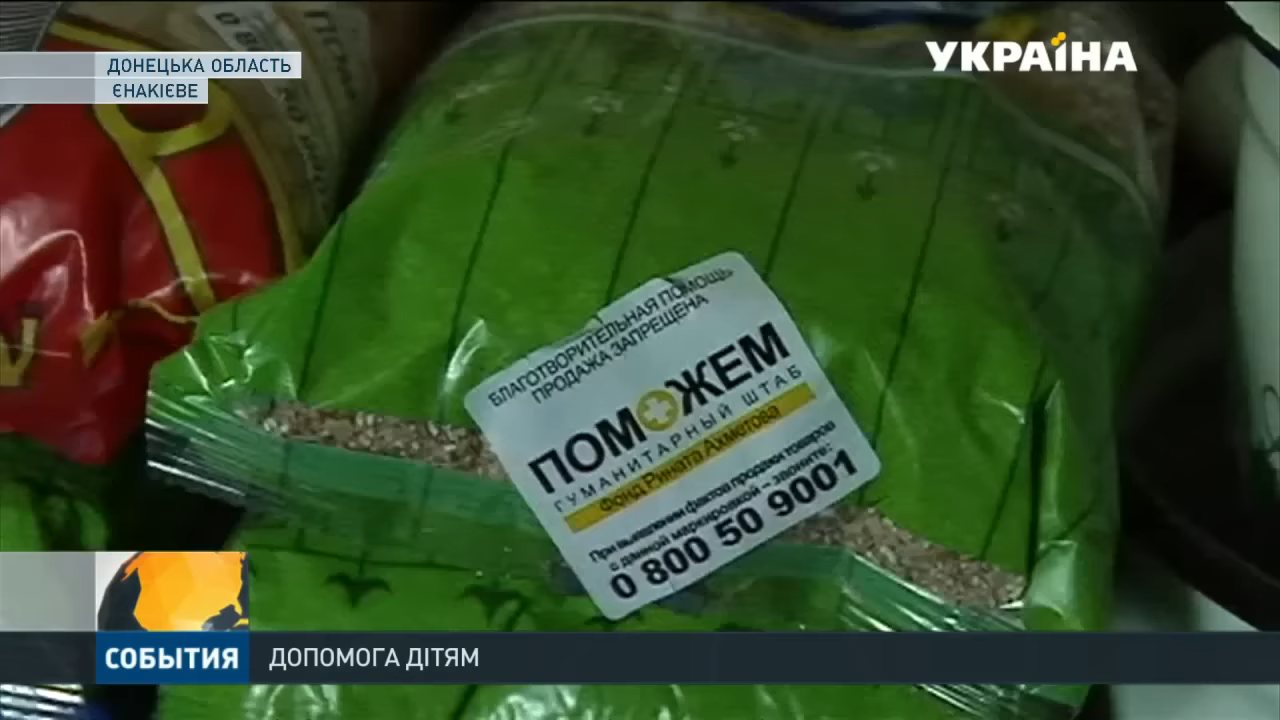 ДОНЕЦЬКА ОБЛАСТЬ
ЄНАКІЄВЕ
УКРАЇНА
БЛАГОТВОРИТЕЛЬНАЯ ПОМОЩЬ
ПРОДАЖА ЗАПРЕЩЕНА
ПОМОЖЕМ
ГУМАНИТАРНЫЙ ШТАБ
Фонд Рината Ахметова
При выявлении фактов продажи товаров
с данной маркировкой – звоните:
0 800 50 9001
СОБЫТИЯ
ДОПОМОГА ДІТЯМ